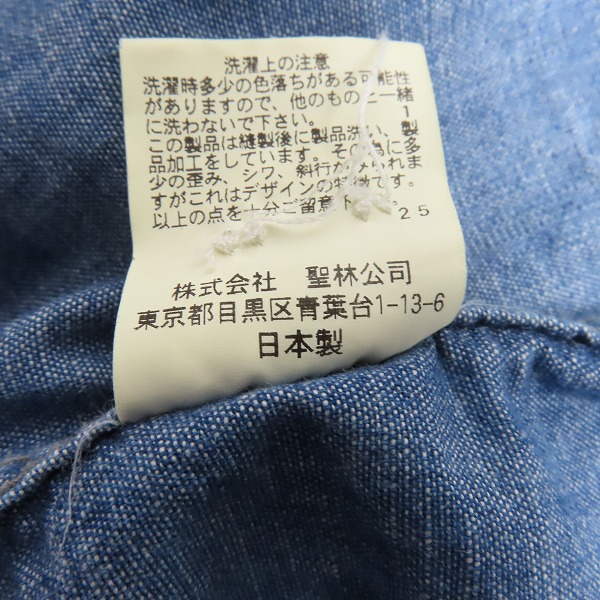 洗濯上の注意
洗濯時多少の色落ちがある可能性
がありますので、他のものと一緒
に洗わないで下さい。
1
この製品は縫製後に製品洗い、製
品加工をしています。その為に多
少の歪み、シワ、斜行がみられま
すがこれはデザインの特徴です。
以上の点を十分ご留意下さい。
25
株式会社 聖林公司
東京都目黒区青葉台1-13-6
日本製